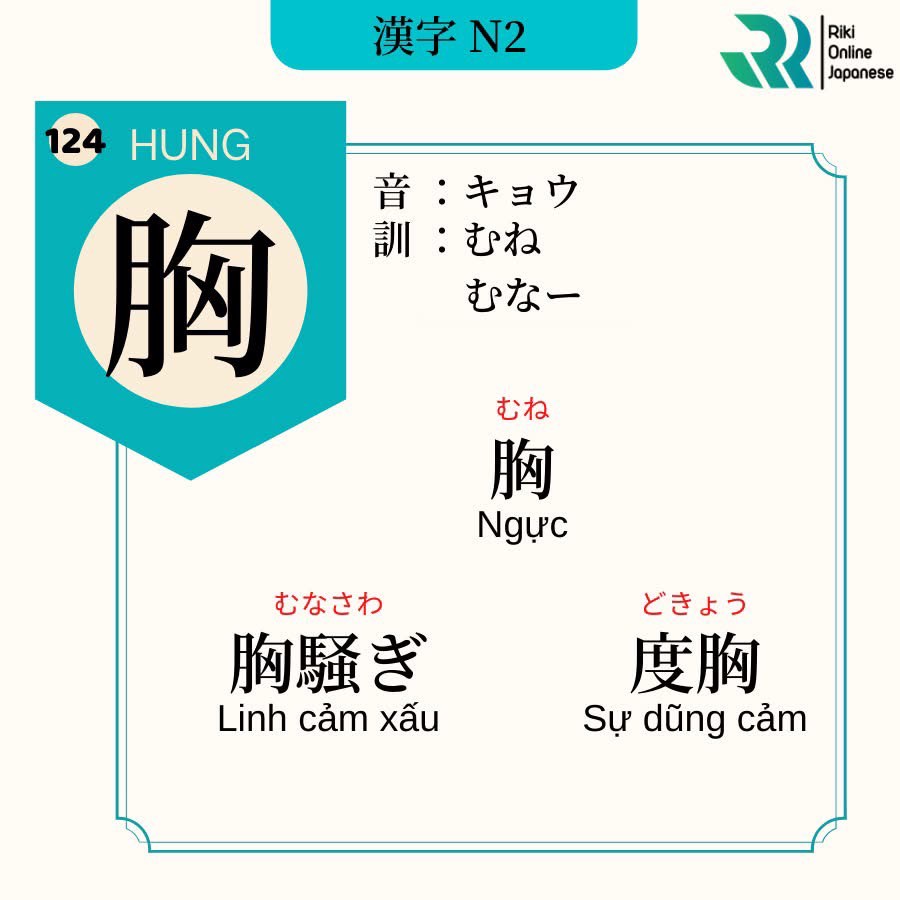 漢字 N2
Riki
Online
Japanese
124 HUNG
胸
音 ：キョウ
訓 ：むね
むなー
むね
胸
Ngực
むなさわ
胸騒ぎ
Linh cảm xấu
どきょう
度胸
Sự dũng cảm